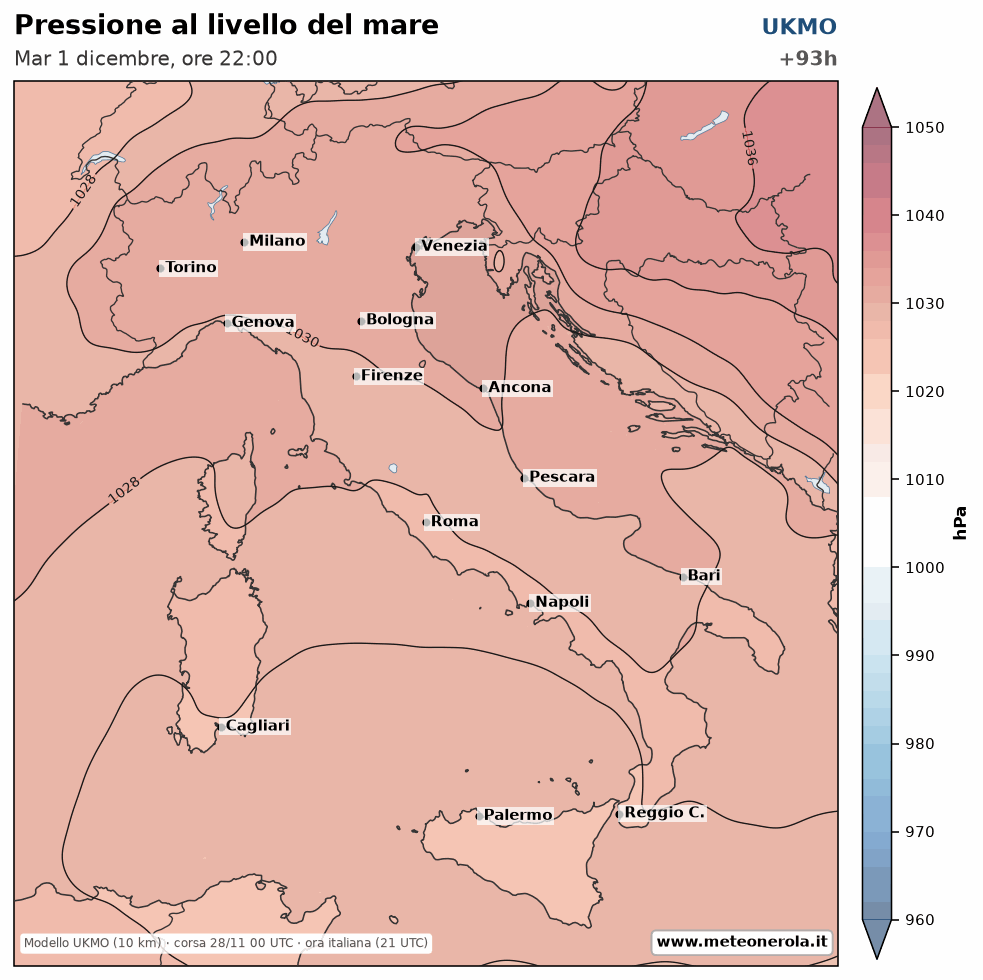 Pressione al livello del mare
UKMO
Mar 1 dicembre, ore 22:00
+93h
1036
1028
Milano
Venezia
Torino
Genova
Bologna
1030
Firenze
Ancona
Pescara
1028
Roma
Bari
Napoli
Cagliari
Palermo
Reggio C.
Modello UKMO (10 km) · corsa 28/11 00 UTC · ora italiana (21 UTC)
www.meteonerola.it
1050
1040
1030
1020
1010
1000
990
980
970
960
hPa